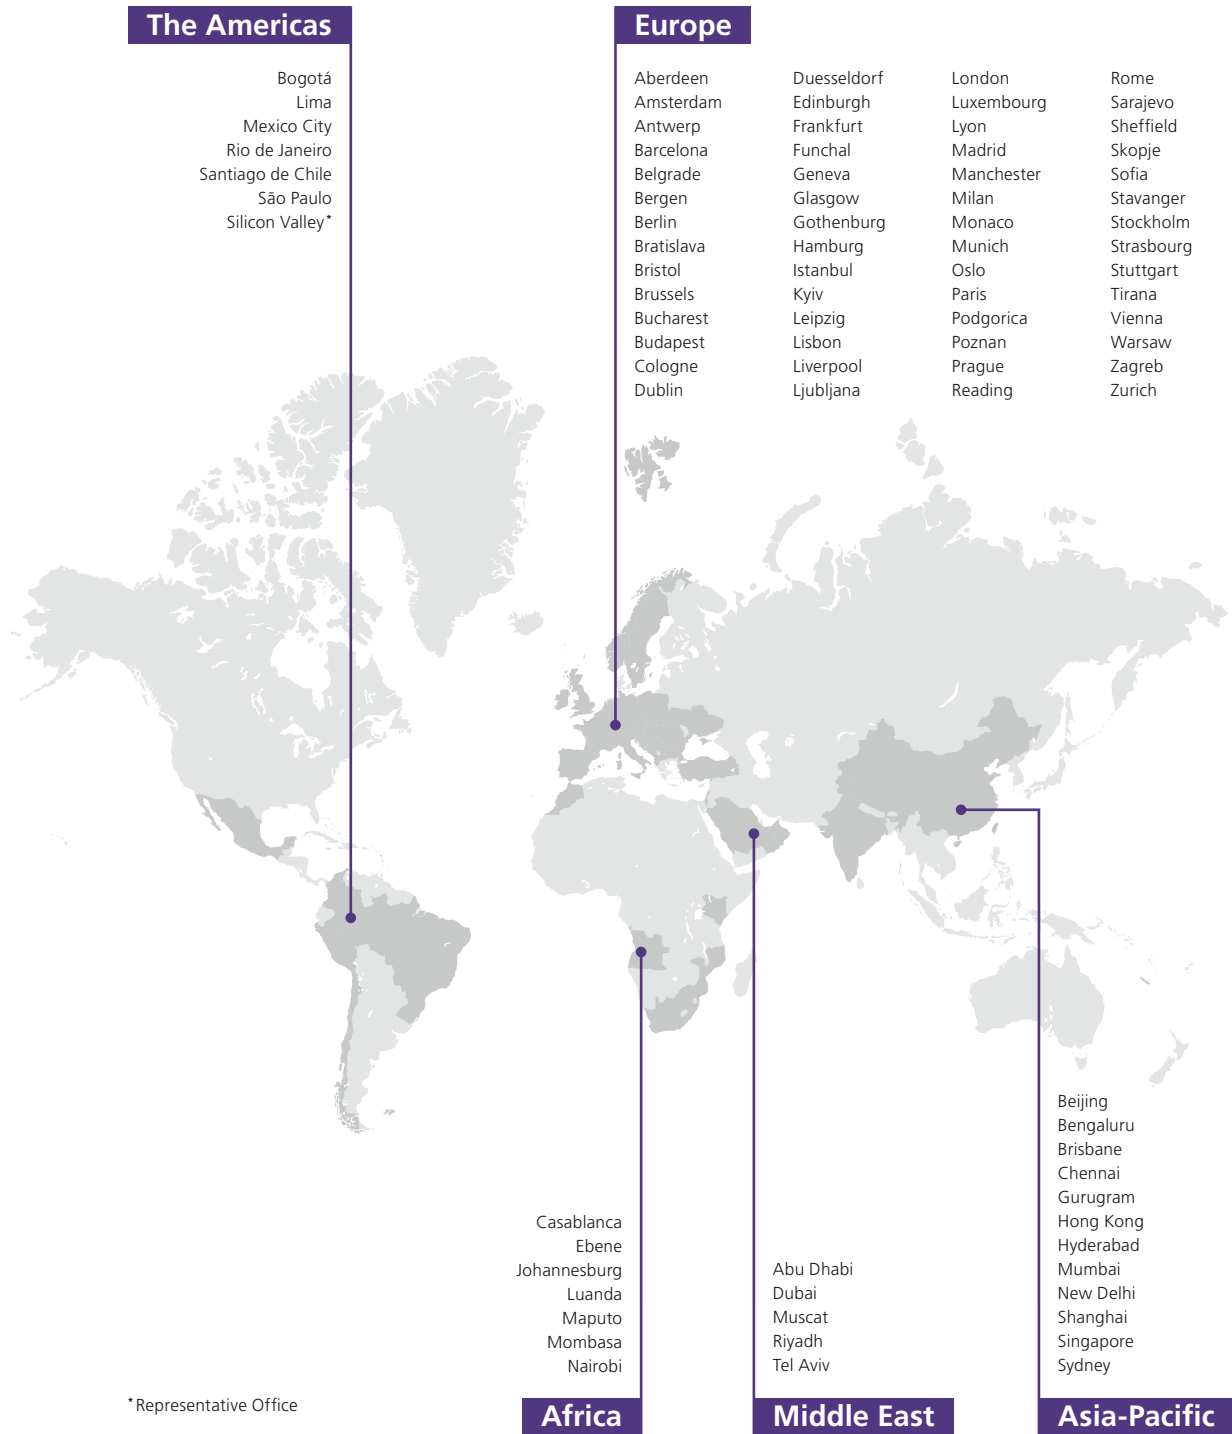 The Americas
Bogotá
Lima
Mexico City
Rio de Janeiro
Santiago de Chile
São Paulo
Silicon Valley*
Europe
Aberdeen
Amsterdam
Antwerp
Barcelona
Belgrade
Bergen
Berlin
Bratislava
Bristol
Brussels
Bucharest
Budapest
Cologne
Dublin
Duesseldorf
Edinburgh
Frankfurt
Funchal
Geneva
Glasgow
Gothenburg
Hamburg
Istanbul
Kyiv
Leipzig
Lisbon
Liverpool
Ljubljana
London
Luxembourg
Lyon
Madrid
Manchester
Milan
Monaco
Munich
Oslo
Paris
Podgorica
Poznan
Prague
Reading
Rome
Sarajevo
Sheffield
Skopje
Sofia
Stavanger
Stockholm
Strasbourg
Stuttgart
Tirana
Vienna
Warsaw
Zagreb
Zurich
Casablanca
Ebene
Johannesburg
Luanda
Maputo
Mombasa
Nairobi
Africa
Abu Dhabi
Dubai
Muscat
Riyadh
Tel Aviv
Middle East
Beijing
Bengaluru
Brisbane
Chennai
Gurugram
Hong Kong
Hyderabad
Mumbai
New Delhi
Shanghai
Singapore
Sydney
Asia-Pacific
*Representative Office